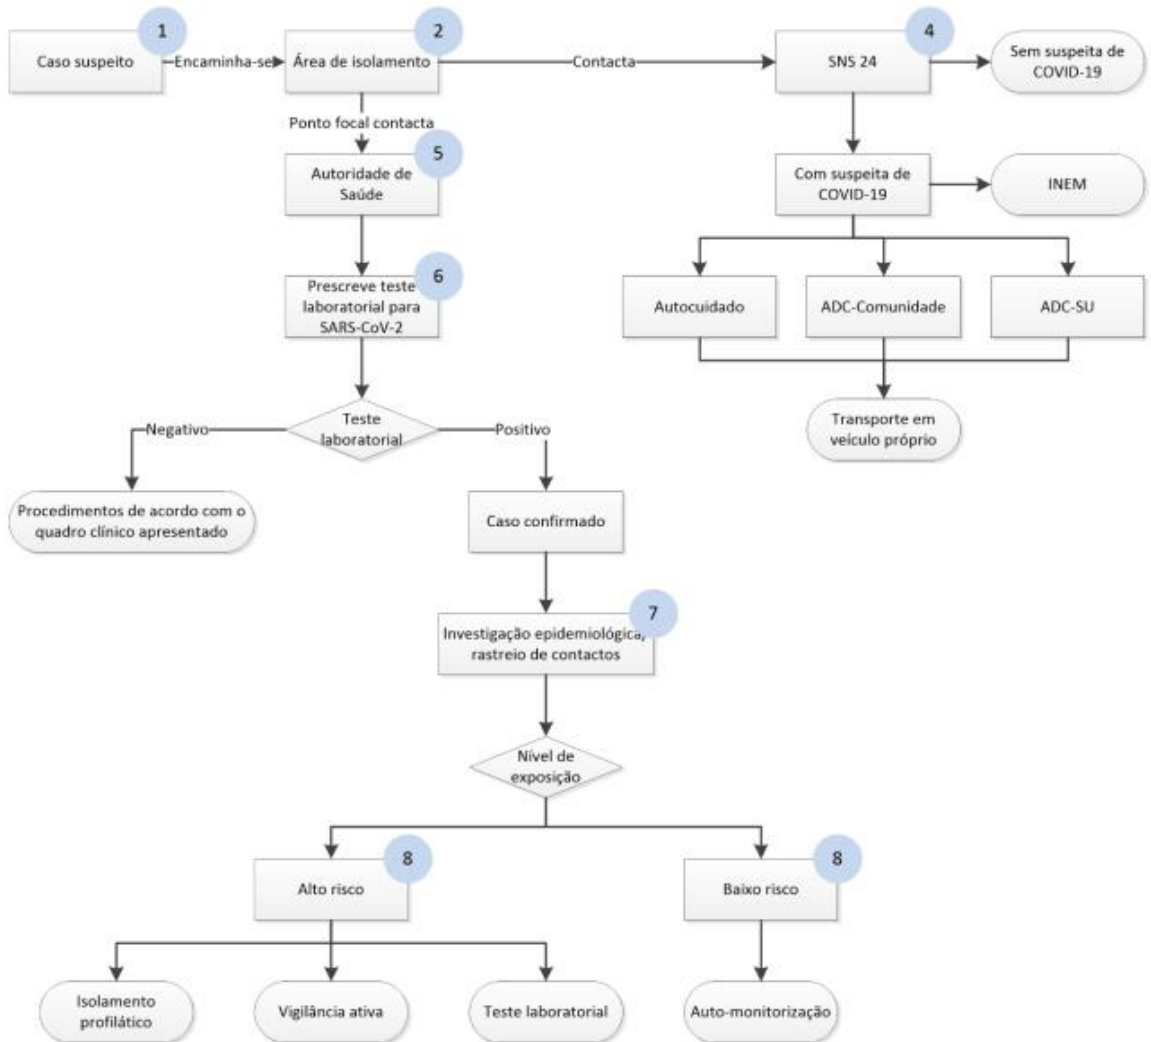 1
2
4
Caso suspeito
Encaminha-se
Área de isolamento
Contacta
SNS 24
Sem suspeita de
COVID-19
Ponto focal contacta
5
Autoridade de
Saúde
Com suspeita de
COVID-19
INEM
6
Prescreve teste
laboratorial para
SARS-CoV-2
Autocuidado
ADC-Comunidade
ADC-SU
Negativo
Teste
laboratorial
Positivo
Transporte em
veículo próprio
Procedimentos de acordo com o
quadro clínico apresentado
Caso confirmado
7
Investigação epidemiológica,
rastreio de contactos
Nível de
exposição
8
8
Alto risco
Baixo risco
Isolamento
profilático
Vigilância ativa
Teste laboratorial
Auto-monitorização